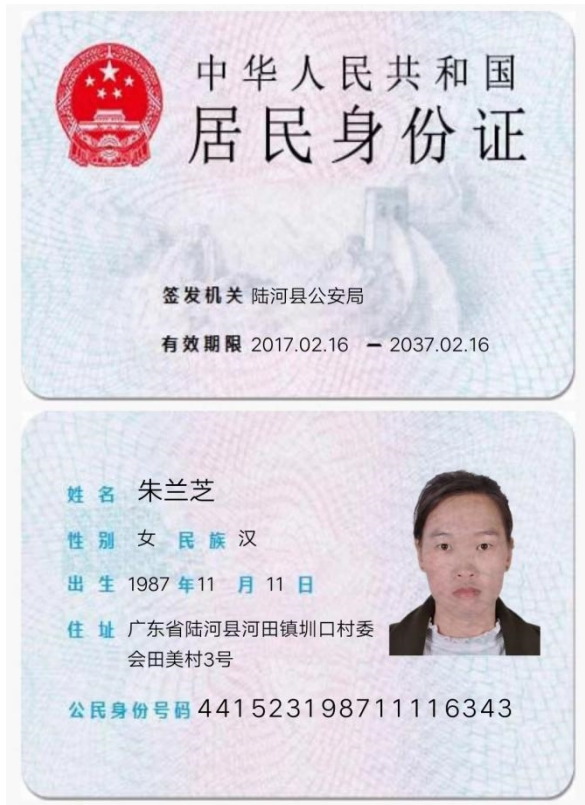 中华人民共和国
居民身份证
签发机关 陆河县公安局
有效期限 2017.02.16 - 2037.02.16
姓名 朱兰芝
性别 女 民族 汉
出生 1987 年 11 月 11 日
住址 广东省陆河县河田镇圳口村委
会田美村3号
公民身份号码 441523198711116343